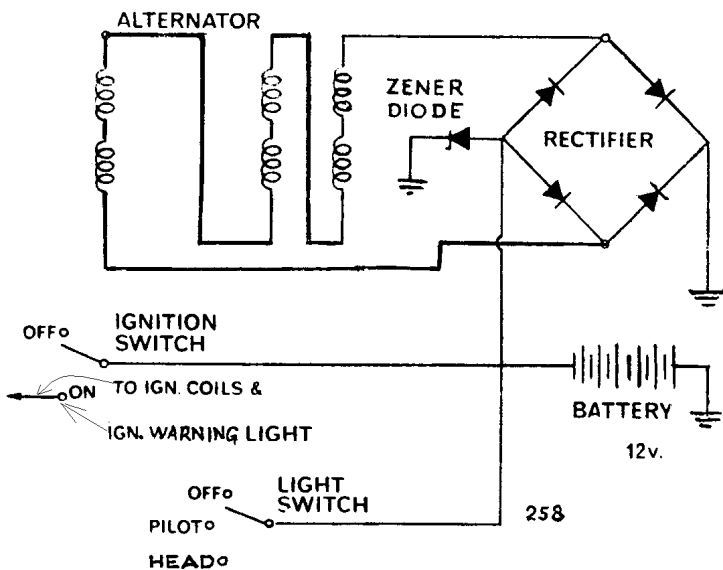 ALTERNATOR
ZENER
DIODE
RECTIFIER
IGNITION
SWITCH
OFF
ON
TO IGN. COILS &
IGN. WARNING LIGHT
BATTERY
12v.
LIGHT
SWITCH
OFF
PILOT
HEAD
258